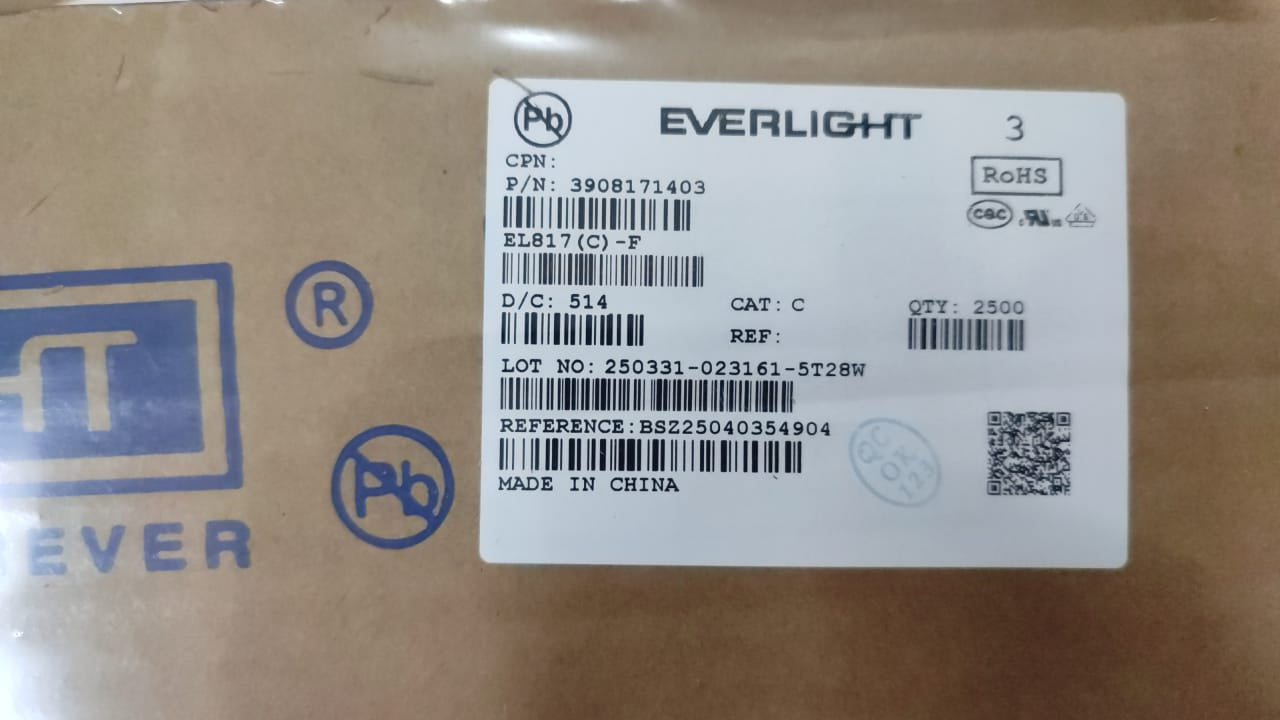 Pb EVERLIGHT 3
CPN:
P/N: 3908171403
RoHS
EL817(C)-F
D/C: 514 CAT: C QTY: 2500
REF:
LOT NO: 250331-023161-5T28W
REFERENCE:BSZ25040354904
MADE IN CHINA
QC
OK
123
HT ®
Pb
EVER